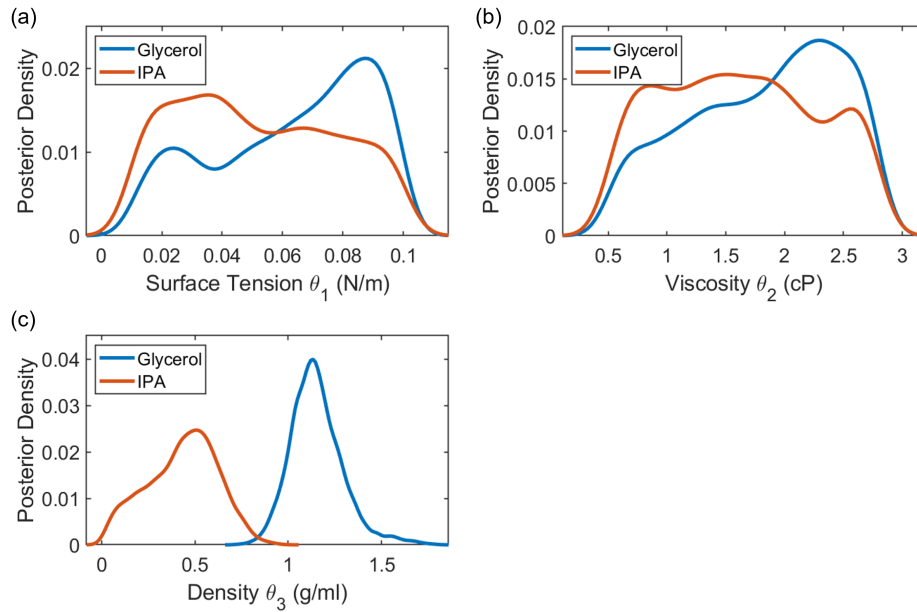 (a)
Posterior Density
0.02
0.01
0
Glycerol
IPA
0 0.02 0.04 0.06 0.08 0.1
Surface Tension θ1 (N/m)
(b)
Posterior Density
0.02
0.015
0.01
0.005
0
Glycerol
IPA
0.5 1 1.5 2 2.5 3
Viscosity θ2 (cP)
(c)
Posterior Density
0.04
0.03
0.02
0.01
0
Glycerol
IPA
0 0.5 1 1.5
Density θ3 (g/ml)